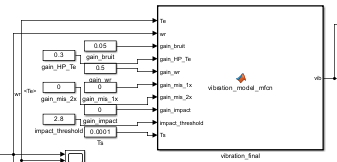 Te
wr
0.05
gain_bruit
gain_bruit
0.3
gain_HP_Te
gain_HP_Te
0.5
gain_wr
gain_wr
wr
<Te>
0
0
gain_mis_1x
gain_mis_2x
gain_mis_1x
gain_mis_2x
vibration_model_mfcn
vib
0
gain_impact
gain_impact
2.8
impact_threshold
impact_threshold
0.0001
Ts
Ts
vibration_final